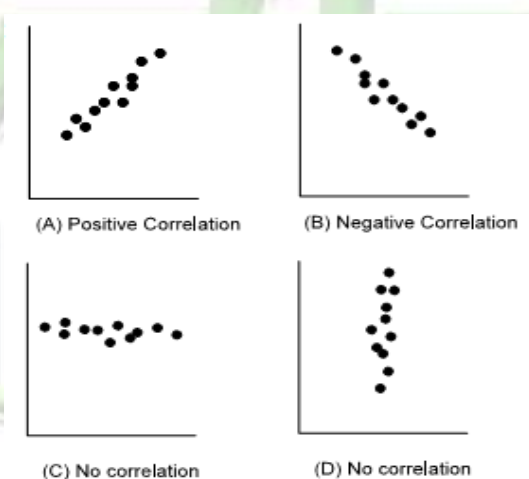 (A) Positive Correlation
(B) Negative Correlation
(C) No correlation
(D) No correlation